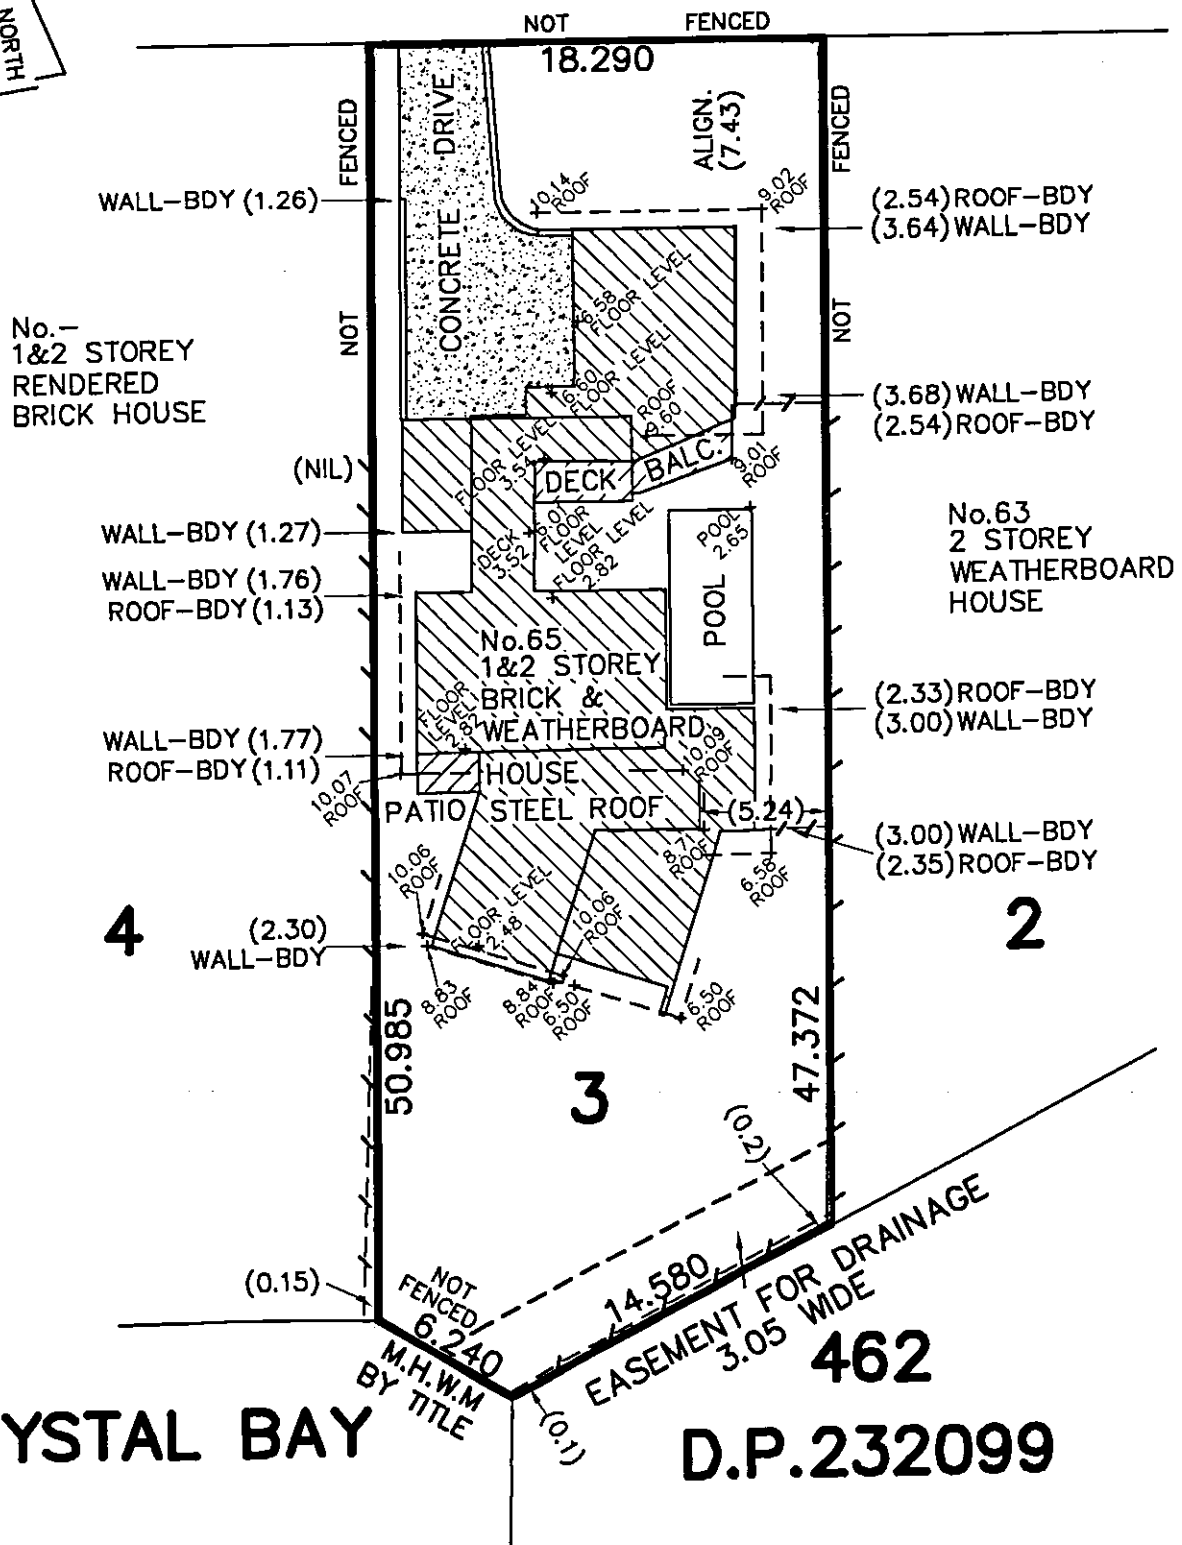 NORTH
NOT FENCED
18.290
FENCED
NOT
FENCED
NOT
CONCRETE DRIVE
ALIGN.
(7.43)
10.14
ROOF
9.02
ROOF
WALL-BDY (1.26)
(2.54) ROOF-BDY
(3.64) WALL-BDY
No.-
1&2 STOREY
RENDERED
BRICK HOUSE
6.58
FLOOR LEVEL
6.60
FLOOR LEVEL
ROOF
9.60
(3.68) WALL-BDY
(2.54) ROOF-BDY
FLOOR LEVEL
3.54
(NIL)
DECK
BALC.
9.01
ROOF
WALL-BDY (1.27)
DECK
3.52
6.01
FLOOR
LEVEL
FLOOR LEVEL
2.82
POOL
2.65
POOL
No.63
2 STOREY
WEATHERBOARD
HOUSE
WALL-BDY (1.76)
ROOF-BDY (1.13)
No.65
1&2 STOREY
BRICK &
WEATHERBOARD
HOUSE
STEEL ROOF
FLOOR
LEVEL
2.82
(2.33) ROOF-BDY
(3.00) WALL-BDY
WALL-BDY (1.77)
ROOF-BDY (1.11)
10.07
ROOF
10.09
ROOF
PATIO
(5.24)
(3.00) WALL-BDY
(2.35) ROOF-BDY
8.71
ROOF
6.58
ROOF
10.06
ROOF
FLOOR LEVEL
2.48
10.06
ROOF
4
(2.30)
WALL-BDY
2
8.83
ROOF
8.84
ROOF
6.50
ROOF
6.50
ROOF
50.985
47.372
3
(0.2)
(0.15)
NOT
FENCED
6.240
M.H.W.M
BY TITLE
14.580
EASEMENT FOR DRAINAGE
3.05 WIDE
(0.1)
462
YSTAL BAY
D.P.232099